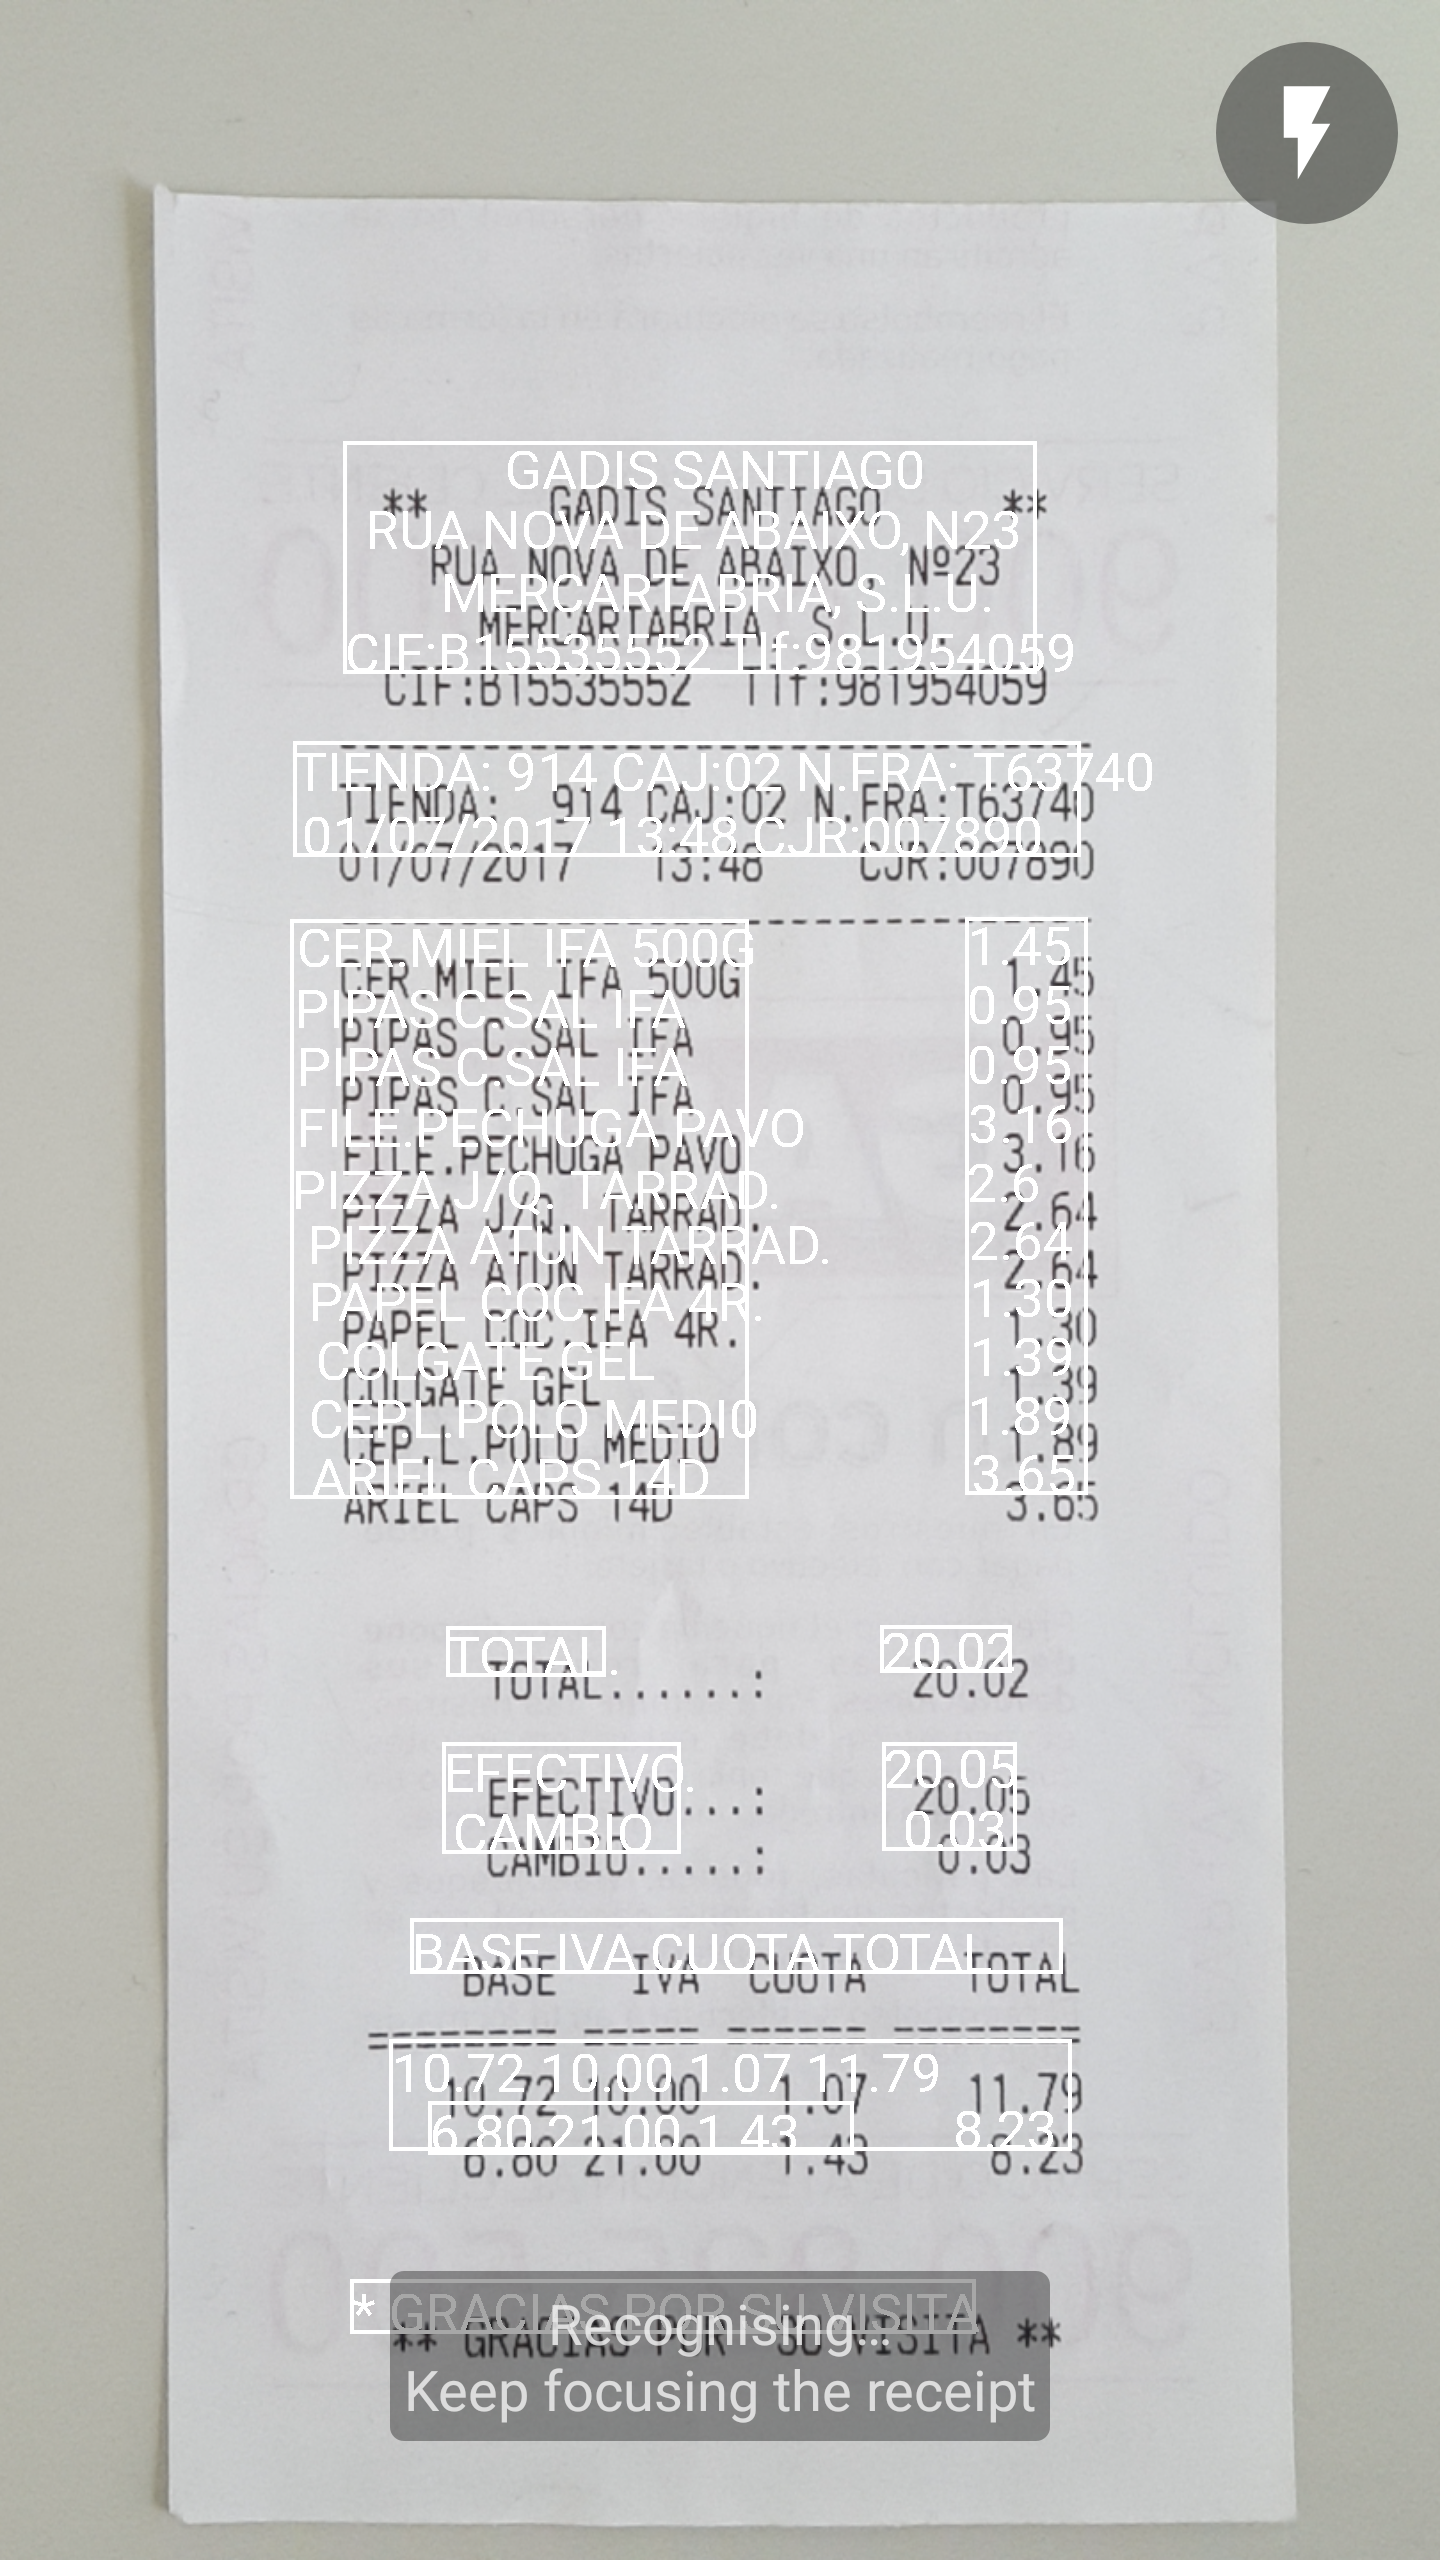 ** GADIS SANTIAGO **
RUA NOVA DE ABAIXO, Nº23
MERCARTABRIA, S.L.U.
CIF:B15535552 Tlf:981954059
TIENDA: 914 CAJ:02 N.FRA:T63740
01/07/2017 13:48 CJR:007890
CER.MIEL IFA 500G 1.45
PIPAS C.SAL IFA 0.95
PIPAS C.SAL IFA 0.95
FILE.PECHUGA PAVO 3.16
PIZZA J/Q. TARRAD. 2.64
PIZZA ATUN TARRAD. 2.64
PAPEL COC.IFA 4R. 1.30
COLGATE GEL 1.39
CEP.L.POLO MEDIO 1.89
ARIEL CAPS 14D 3.65
TOTAL......: 20.02
EFECTIVO...: 20.05
CAMBIO.....: 0.03
BASE IVA CUOTA TOTAL
======== ===== ====== ========
10.72 10.00 1.07 11.79
6.80 21.00 1.43 8.23
** GRACIAS POR SU VISITA **
Recognising...
Keep focusing the receipt